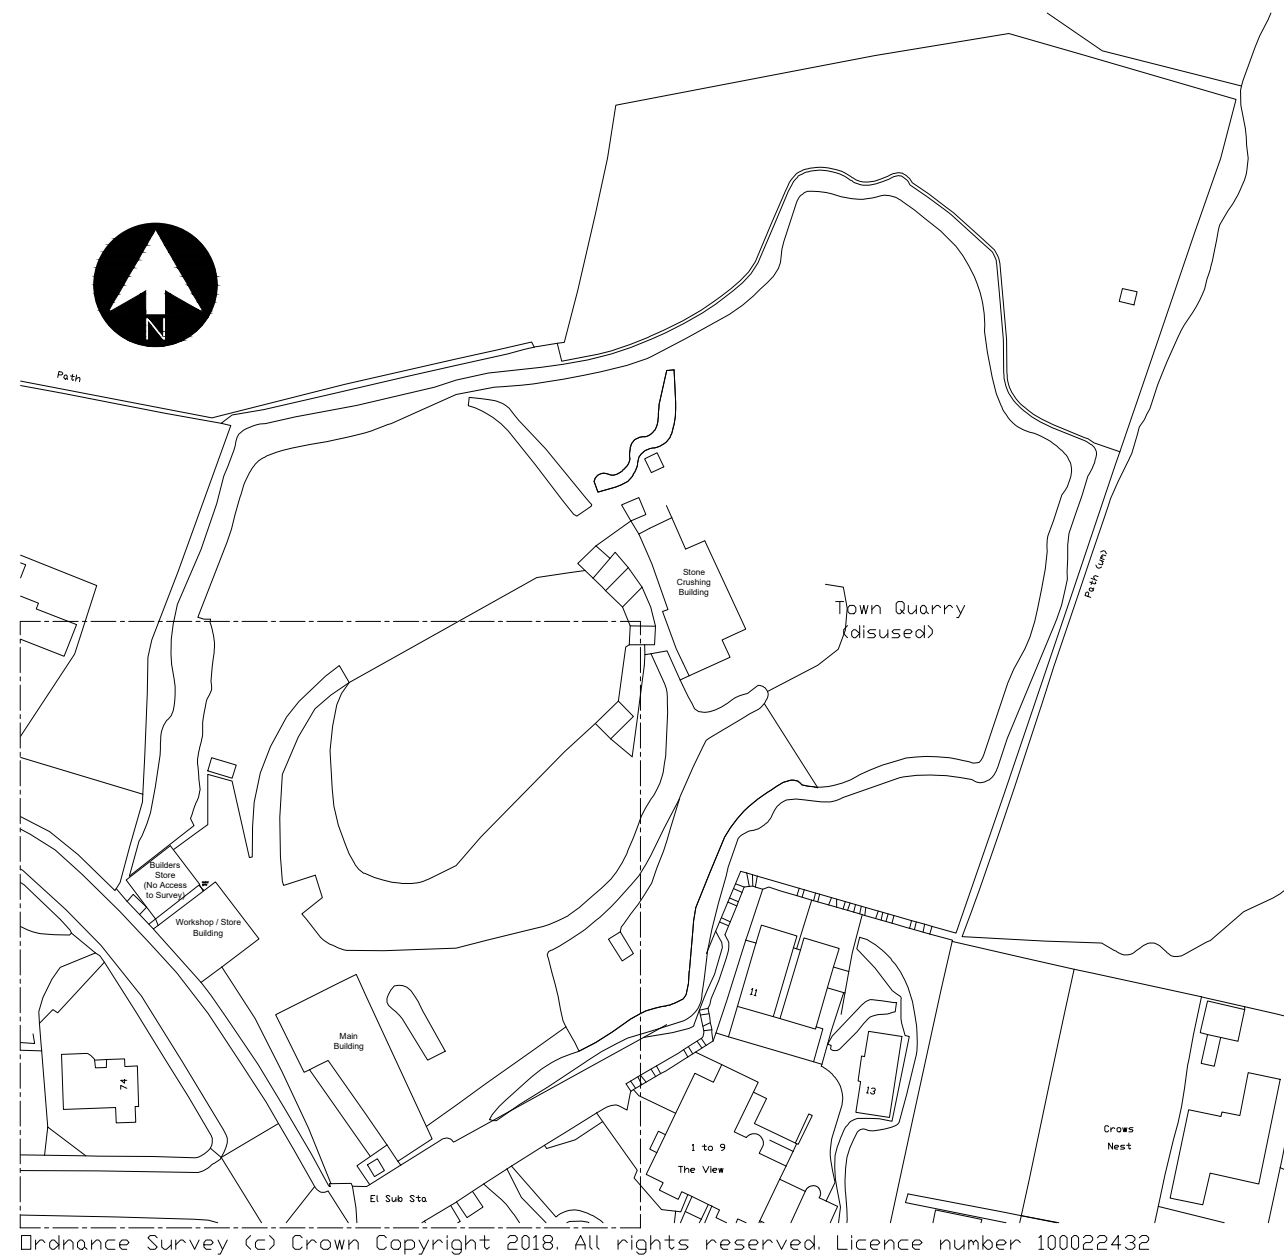 N
Path
Stone
Crushing
Building
Town Quarry
(disused)
Path (um)
Builders
Store
(No Access
to Survey)
Workshop / Store
Building
11
Main
Building
74
13
Crows
Nest
1 to 9
The View
El Sub Sta
Ordnance Survey (c) Crown Copyright 2018. All rights reserved. Licence number 100022432